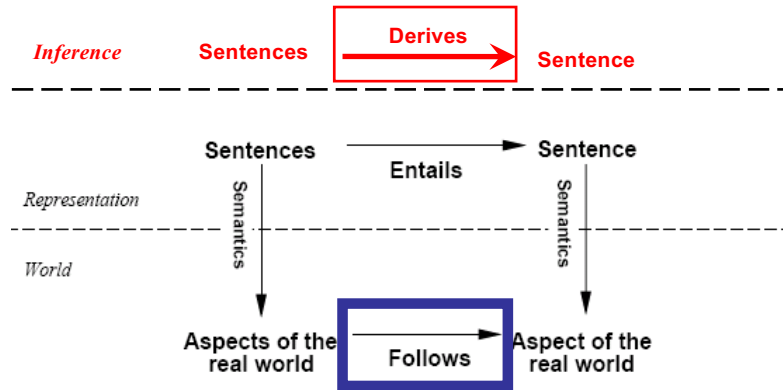 Inference
Sentences
Derives
Sentence
Sentences
Entails
Sentence
Representation
Semantics
Semantics
World
Aspects of the
real world
Follows
Aspect of the
real world